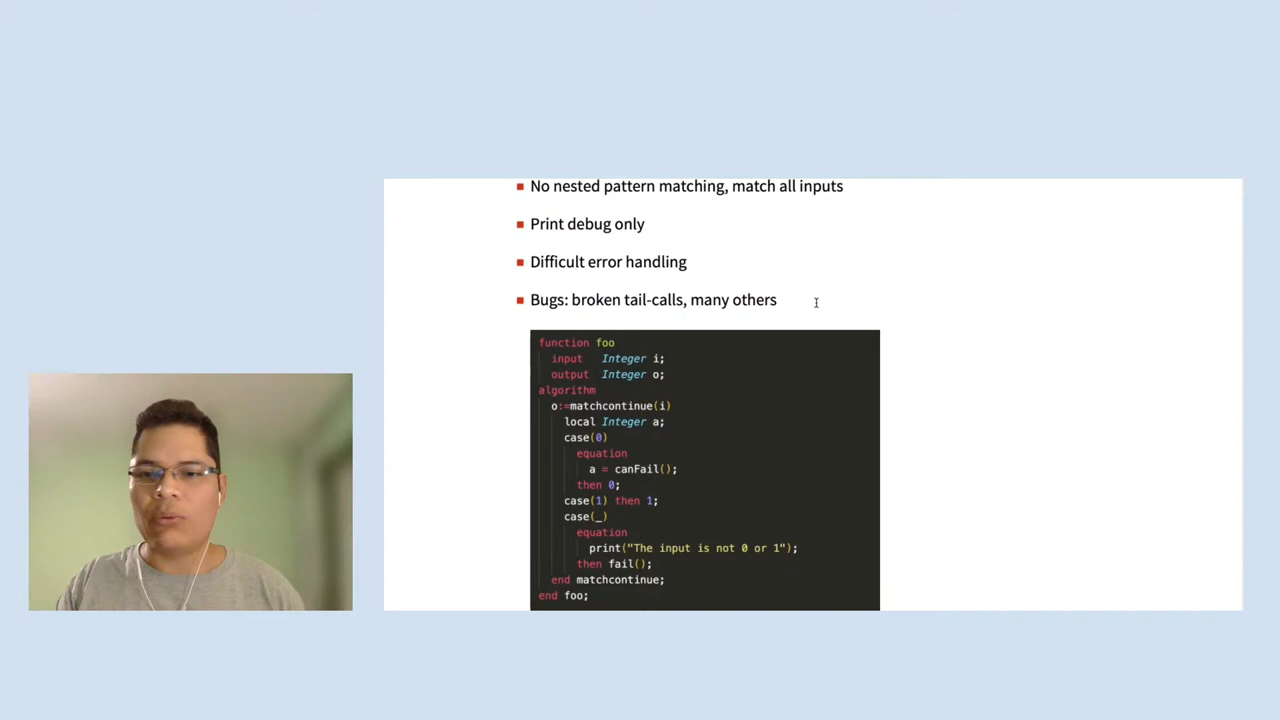 No nested pattern matching, match all inputs
Print debug only
Difficult error handling
Bugs: broken tail-calls, many others
function foo
input Integer i;
output Integer o;
algorithm
o:=matchcontinue(i)
local Integer a;
case(0)
equation
a = canFail();
then 0;
case(1) then 1;
case(_)
equation
print("The input is not 0 or 1");
then fail();
end matchcontinue;
end foo;